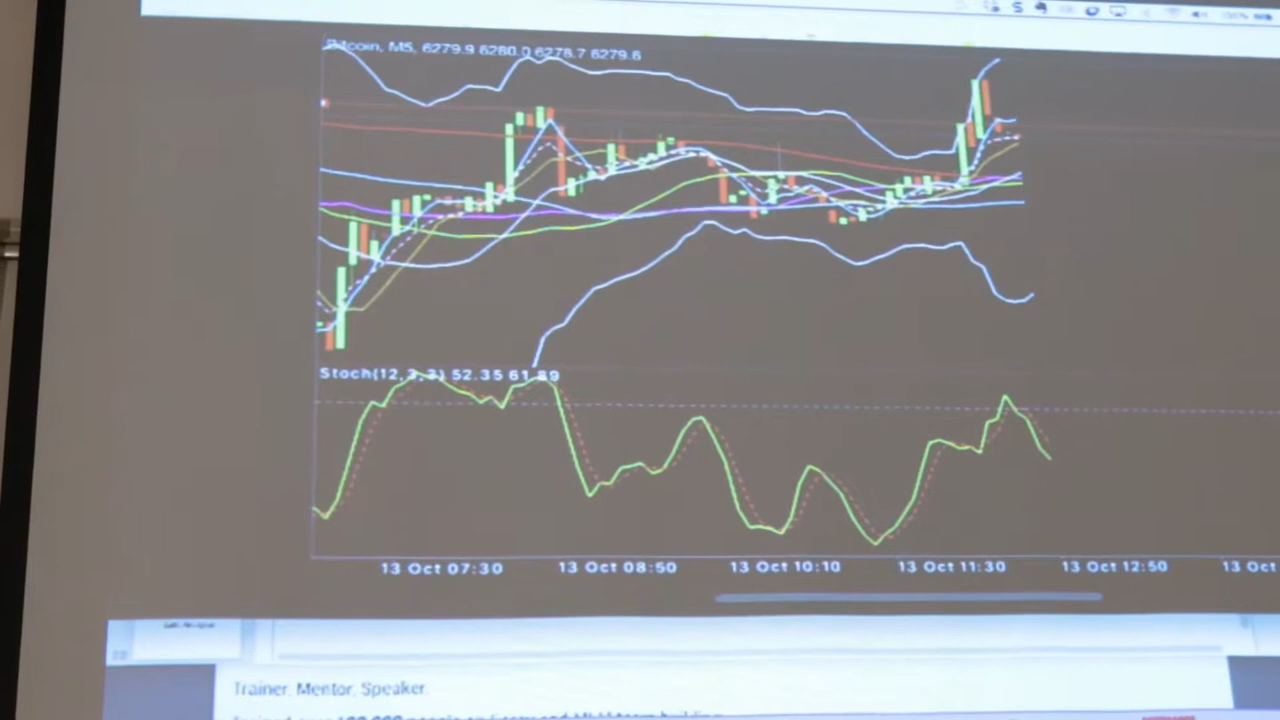 Bitcoin, M5, 6279.9 6280.0 6278.7 6279.6
Stoch(12,3,3) 52.35 61.89
13 Oct 07:30 13 Oct 08:50 13 Oct 10:10 13 Oct 11:30 13 Oct 12:50 13 Oct
Trainer. Mentor. Speaker.